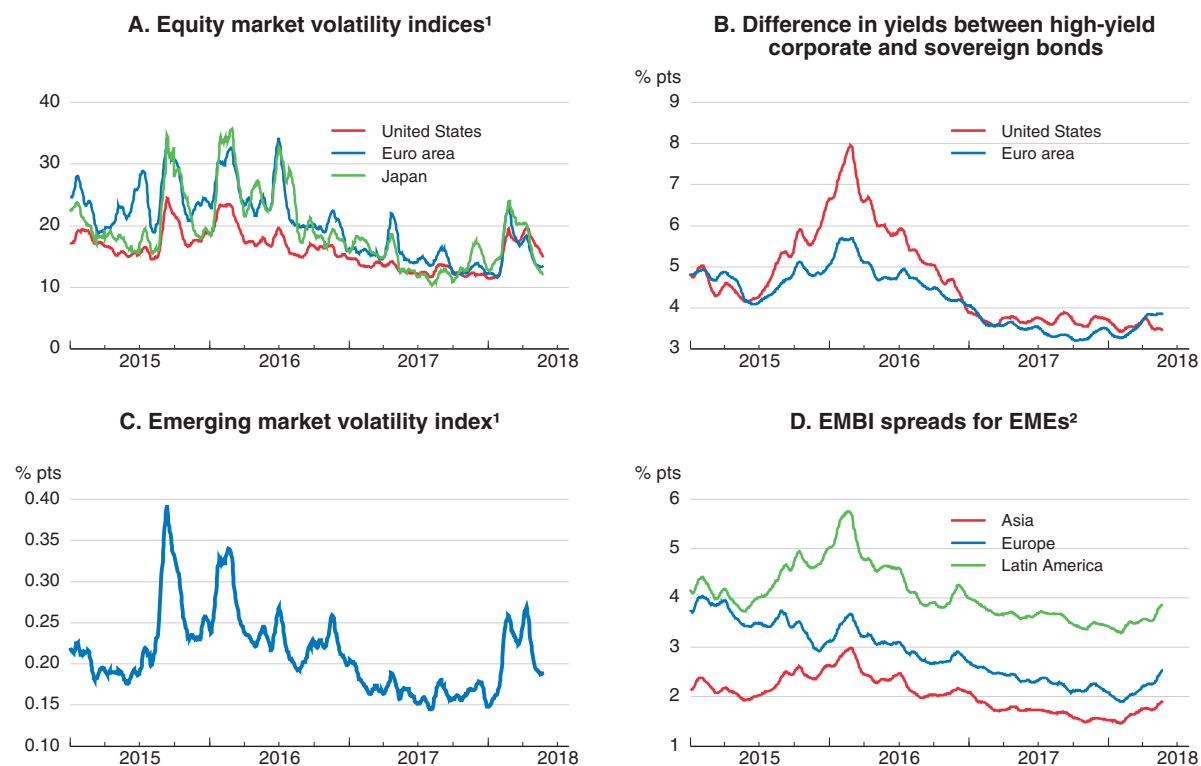 A. Equity market volatility indices¹
40
30
20
10
0
United States
Euro area
Japan
2015
2016
2017
2018
B. Difference in yields between high-yield
corporate and sovereign bonds
% pts
9
8
7
6
5
4
3
United States
Euro area
2015
2016
2017
2018
C. Emerging market volatility index¹
% pts
0.40
0.35
0.30
0.25
0.20
0.15
0.10
2015
2016
2017
2018
D. EMBI spreads for EMEs²
% pts
6
5
4
3
2
1
Asia
Europe
Latin America
2015
2016
2017
2018